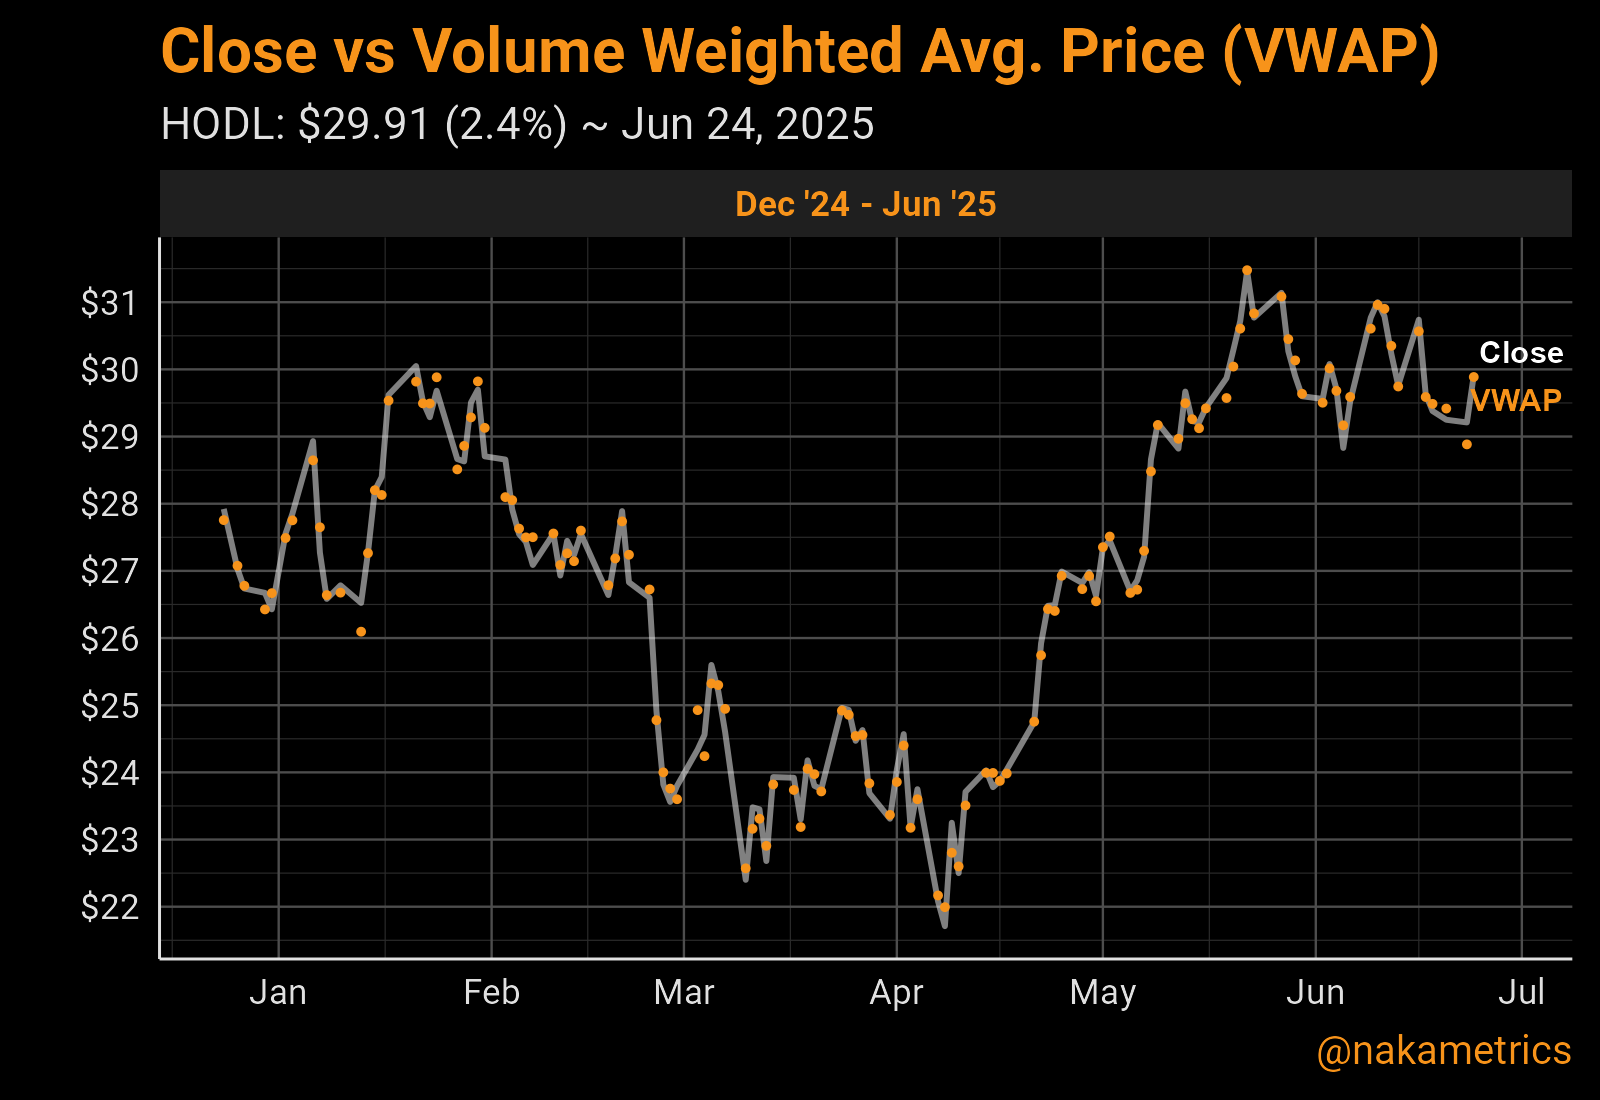 Close vs Volume Weighted Avg. Price (VWAP)
HODL: $29.91 (2.4%) ~ Jun 24, 2025
Dec '24 - Jun '25
$31
$30
$29
$28
$27
$26
$25
$24
$23
$22
Close
VWAP
Jan Feb Mar Apr May Jun Jul
@nakametrics